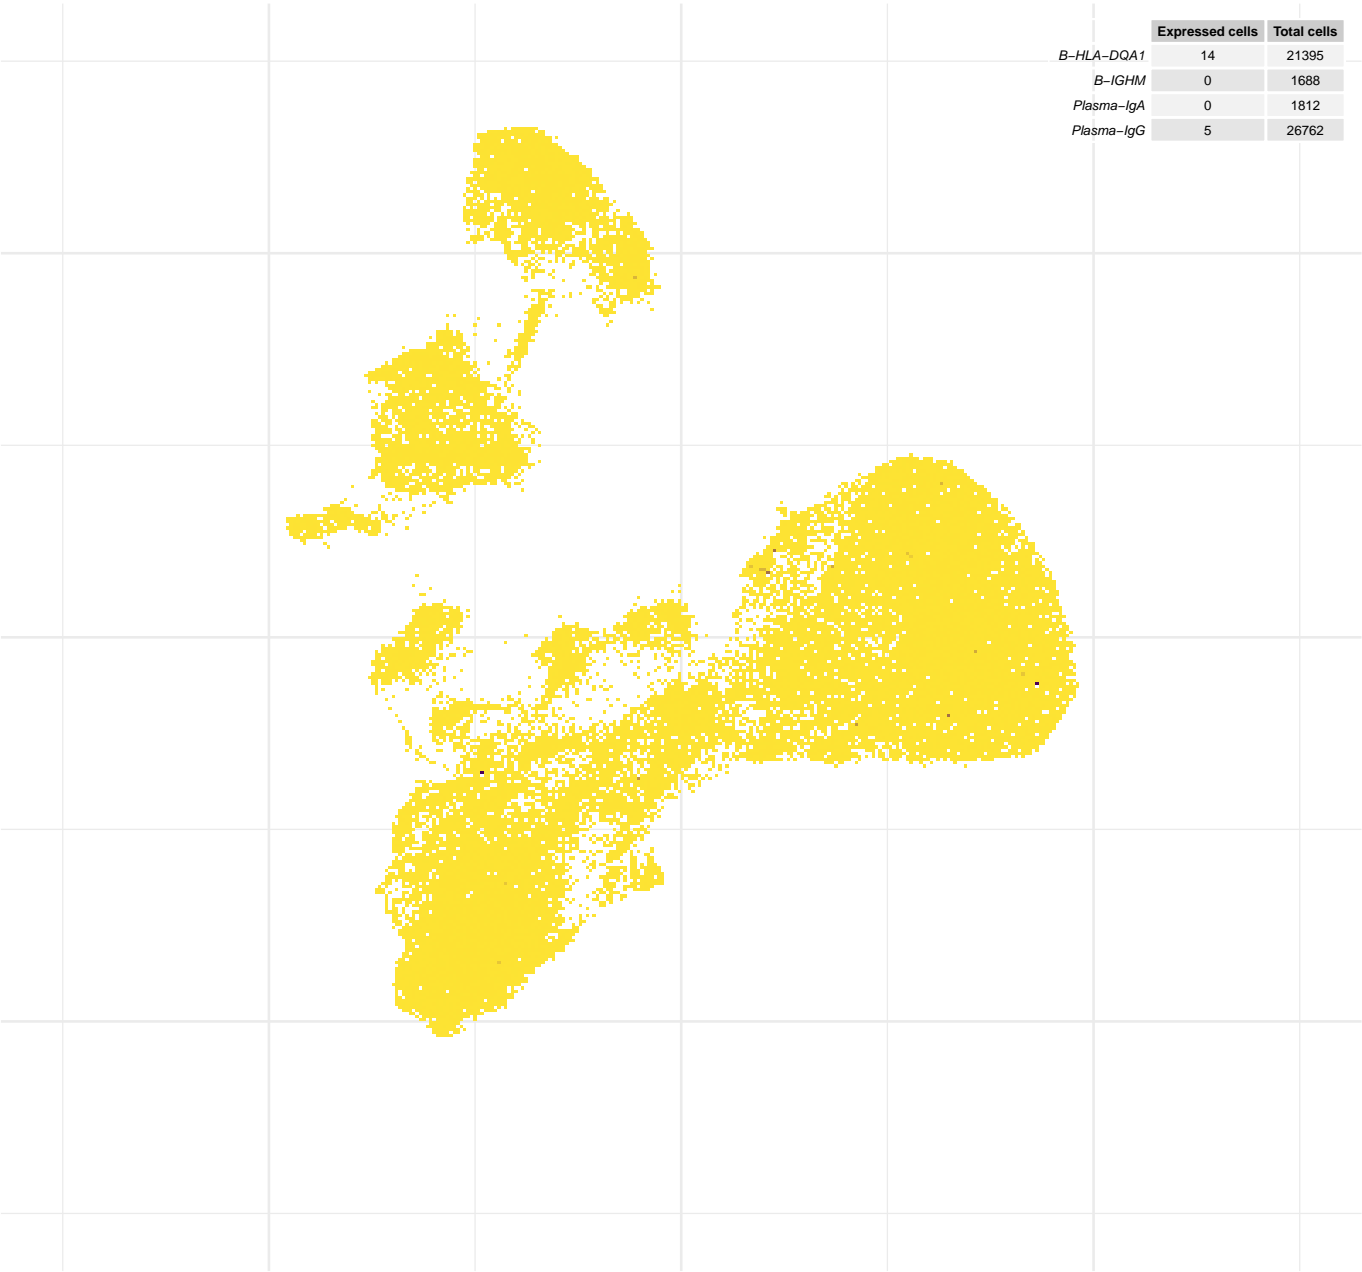 Expressed cells Total cells
B-HLA-DQA1 14 21395
B-IGHM 0 1688
Plasma-IgA 0 1812
Plasma-IgG 5 26762